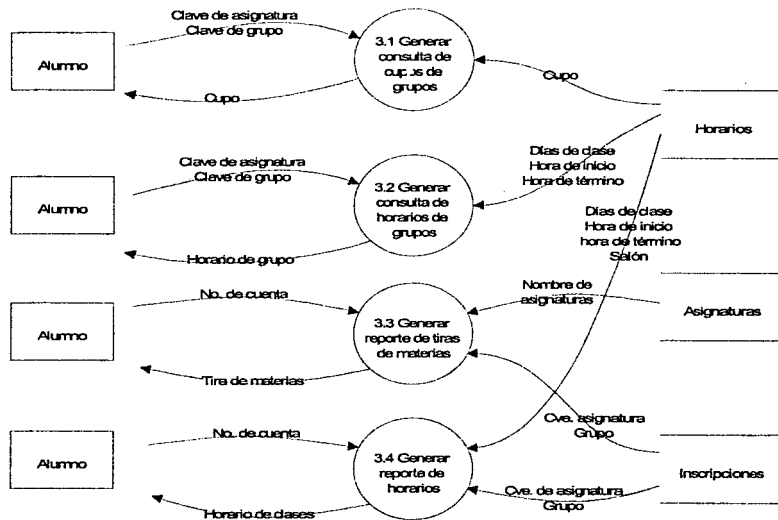 Clave de asignatura
Clave de grupo
Alumno
3.1 Generar
consulta de
cupos de
grupos
Cupo
Cupo
Horarios
Clave de asignatura
Clave de grupo
Alumno
3.2 Generar
consulta de
horarios de
grupos
Días de clase
Hora de inicio
Hora de término
Horario de grupo
Días de clase
Hora de inicio
hora de término
Salón
No. de cuenta
Alumno
3.3 Generar
reporte de tiras
de materias
Nombre de
asignaturas
Asignaturas
Tira de materias
Cve. asignatura
Grupo
No. de cuenta
Alumno
3.4 Generar
reporte de
horarios
Inscripciones
Cve. de asignatura
Grupo
Horario de clases